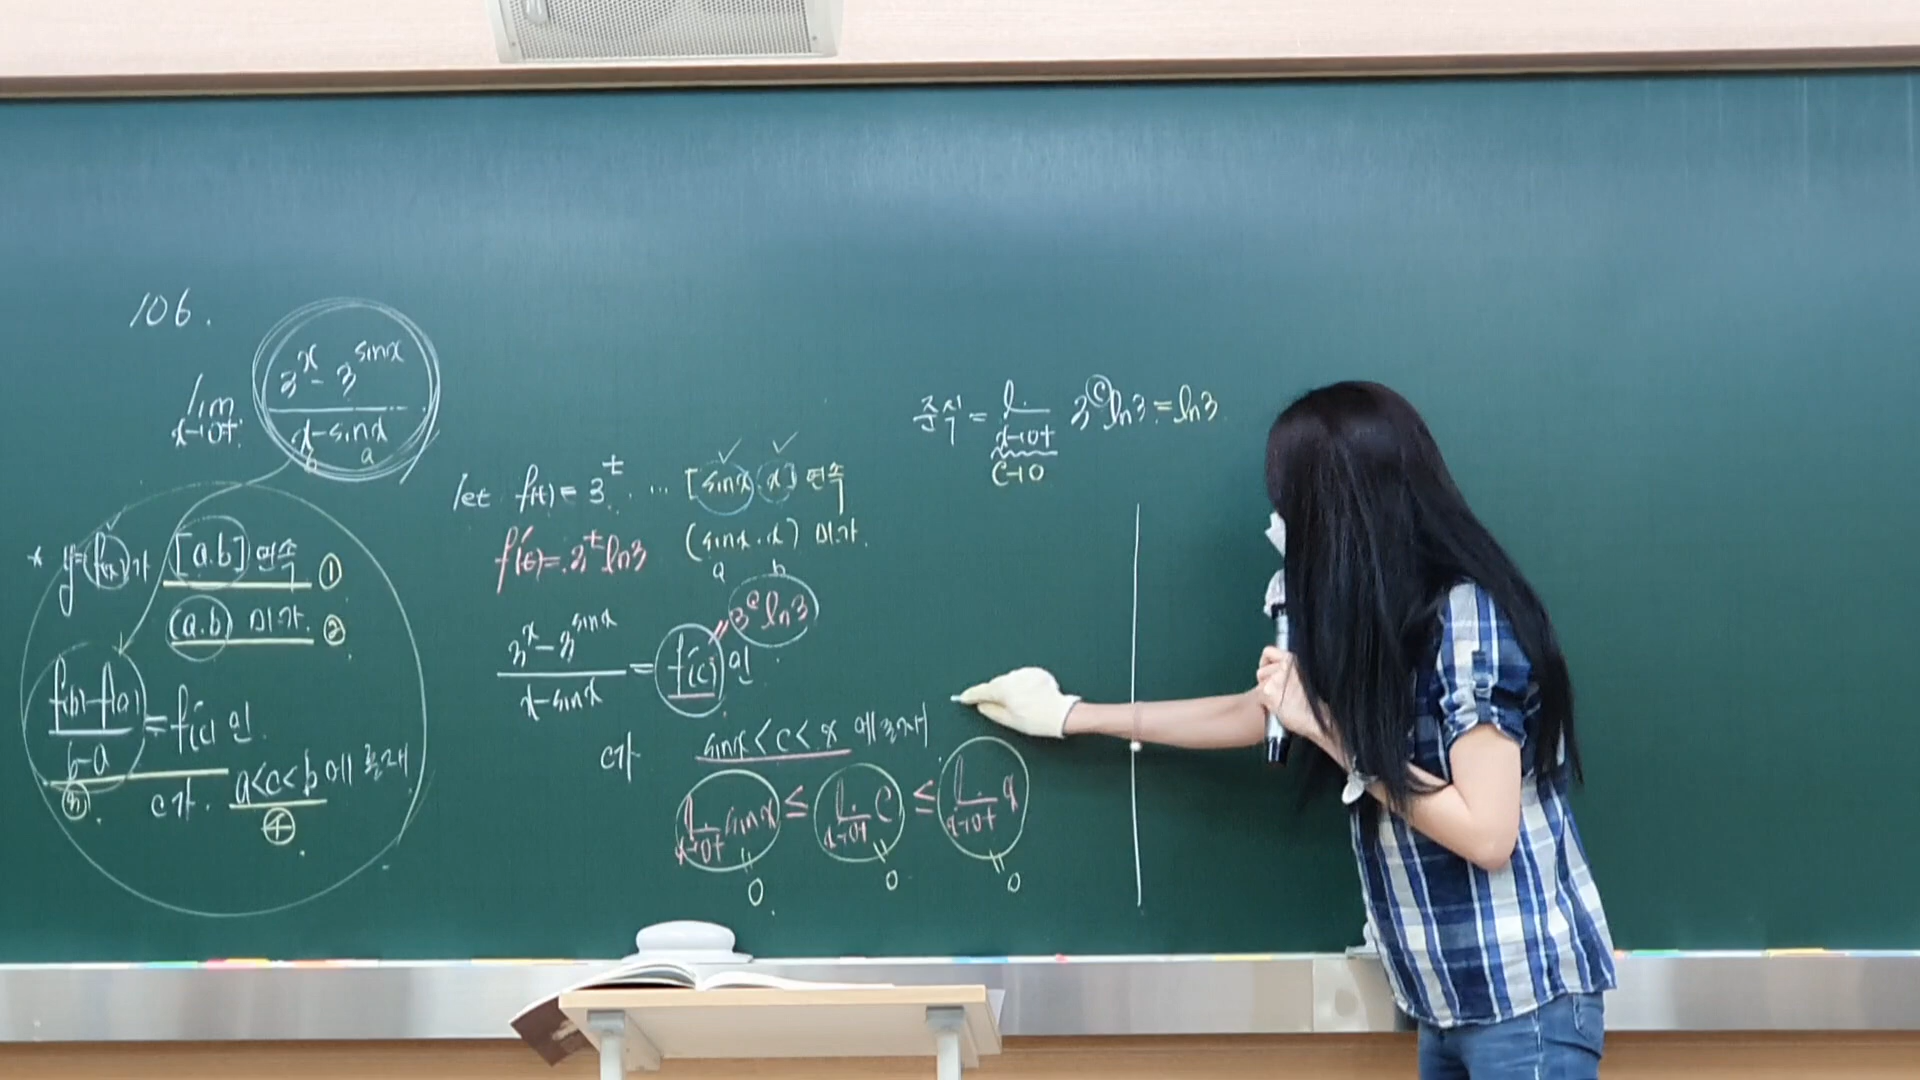 106.
lim x→0+ (3^x - 3^sinx)/(x - sinx)
b a
* y=f(x)가 [a.b] 연속 ①
(a.b) 미가. ②
(f(b)-f(a))/(b-a) = f'(c) 인
③ c가. a<c<b 에 존재
④
let f(t) = 3^t ... [sinx, x] 연속
f'(t) = 3^t ln3 (sinx, x) 미가.
a b
(3^x - 3^sinx)/(x - sinx) = f'(c) 인
= 3^c ln3
c가 sinx < c < x 에 존재
lim x→0+ sinx ≤ lim x→0+ c ≤ lim x→0+ x
= 0 = 0 = 0
준식 = lim x→0+ 3^c ln3 = ln3
c→0